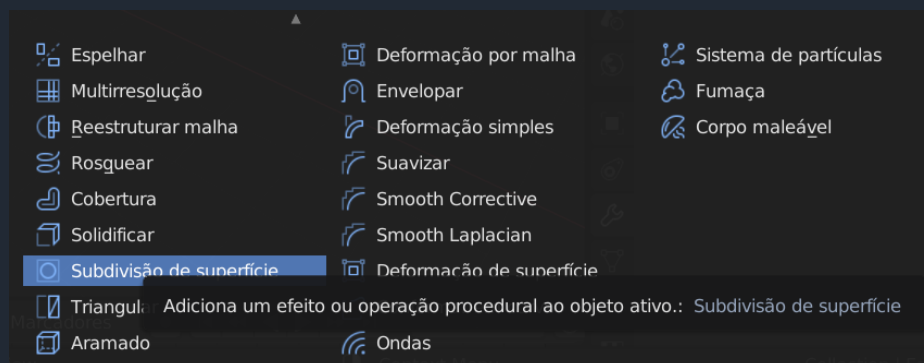 Espelhar
Multirresolução
Reestruturar malha
Rosquear
Cobertura
Solidificar
Subdivisão de superfície
Triangul
Aramado
Deformação por malha
Envelopar
Deformação simples
Suavizar
Smooth Corrective
Smooth Laplacian
Deformação de superfície
Adiciona um efeito ou operação procedural ao objeto ativo.: Subdivisão de superfície
Ondas
Sistema de partículas
Fumaça
Corpo maleável
Marcadores